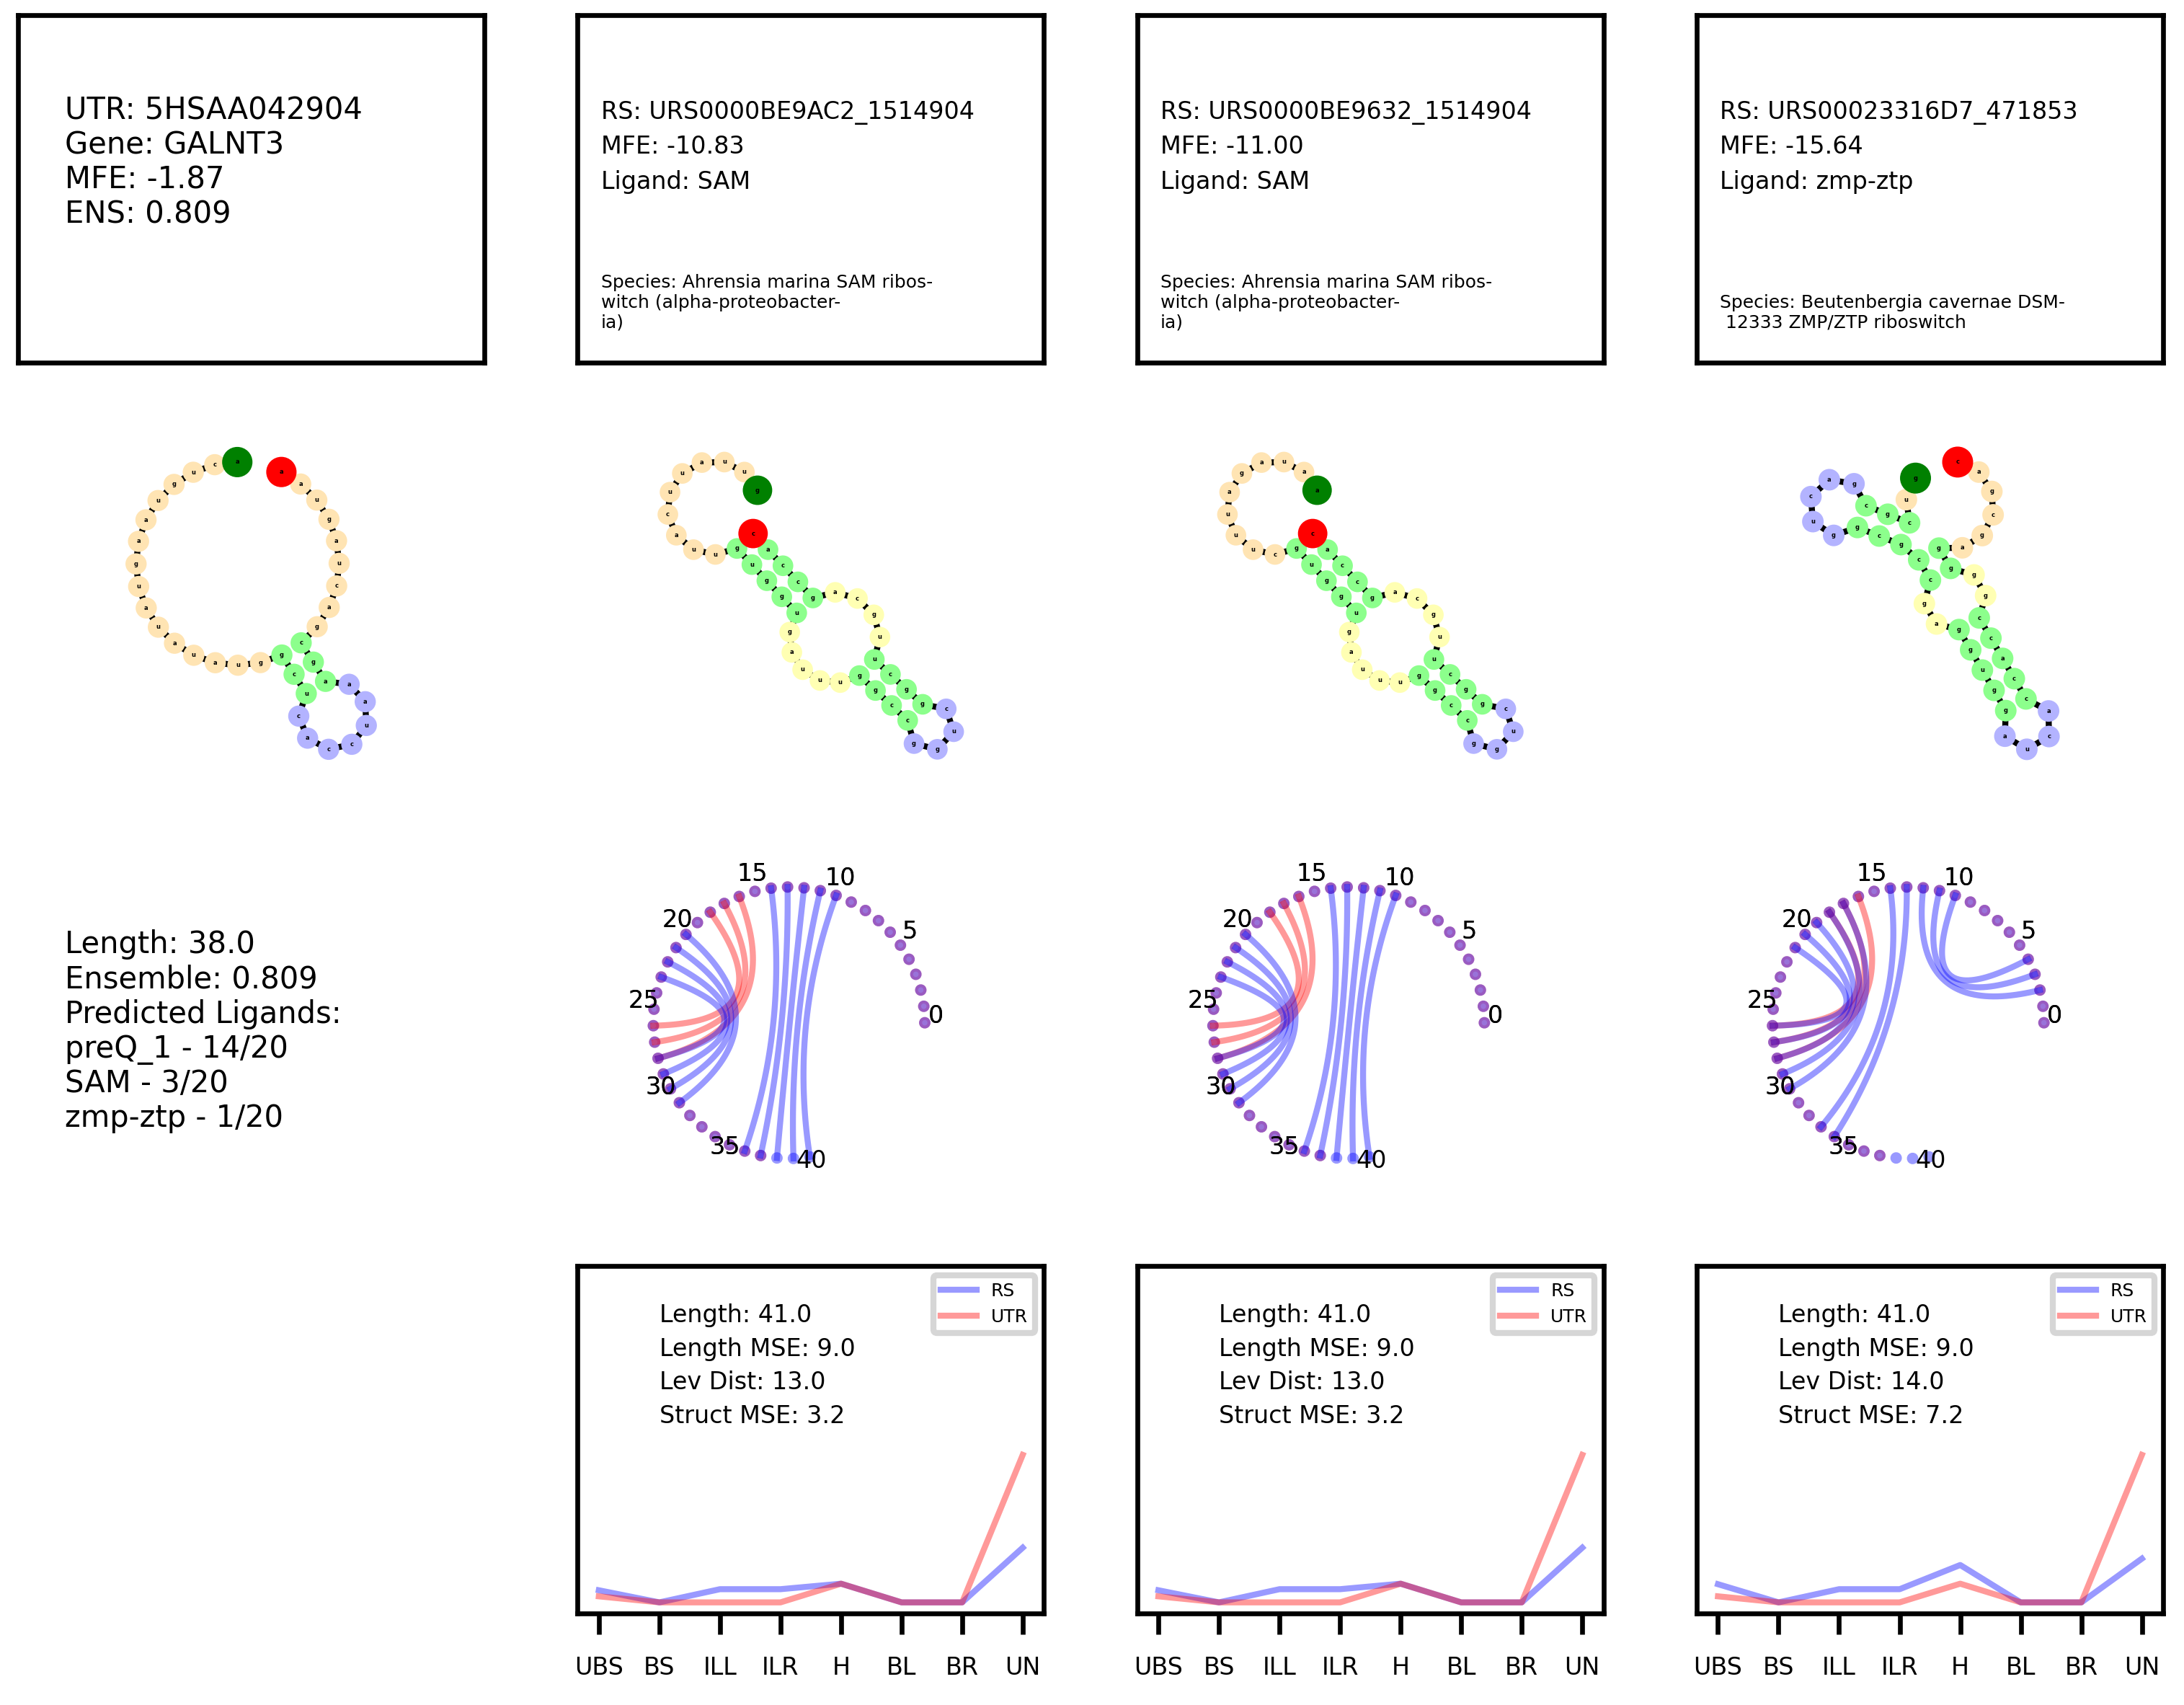 UTR: 5HSAA042904
Gene: GALNT3
MFE: -1.87
ENS: 0.809
RS: URS0000BE9AC2_1514904
MFE: -10.83
Ligand: SAM
Species: Ahrensia marina SAM ribos-
witch (alpha-proteobacter-
ia)
RS: URS0000BE9632_1514904
MFE: -11.00
Ligand: SAM
Species: Ahrensia marina SAM ribos-
witch (alpha-proteobacter-
ia)
RS: URS00023316D7_471853
MFE: -15.64
Ligand: zmp-ztp
Species: Beutenbergia cavernae DSM-
12333 ZMP/ZTP riboswitch
Length: 38.0
Ensemble: 0.809
Predicted Ligands:
preQ_1 - 14/20
SAM - 3/20
zmp-ztp - 1/20
0
5
10
15
20
25
30
35
40
0
5
10
15
20
25
30
35
40
0
5
10
15
20
25
30
35
40
RS
UTR
Length: 41.0
Length MSE: 9.0
Lev Dist: 13.0
Struct MSE: 3.2
UBS BS ILL ILR H BL BR UN
RS
UTR
Length: 41.0
Length MSE: 9.0
Lev Dist: 13.0
Struct MSE: 3.2
UBS BS ILL ILR H BL BR UN
RS
UTR
Length: 41.0
Length MSE: 9.0
Lev Dist: 14.0
Struct MSE: 7.2
UBS BS ILL ILR H BL BR UN